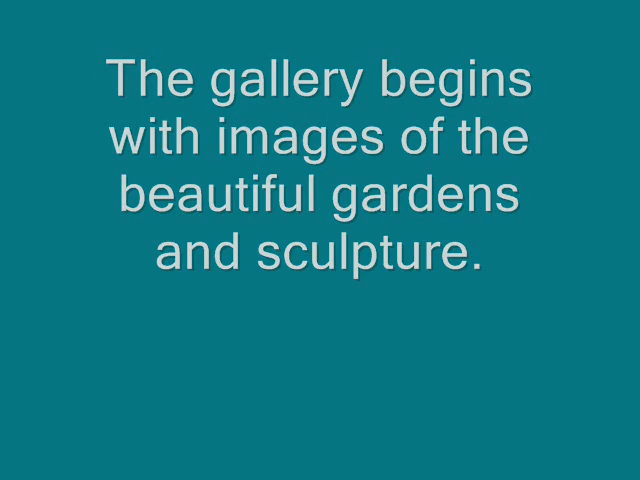 The gallery begins
with images of the
beautiful gardens
and sculpture.